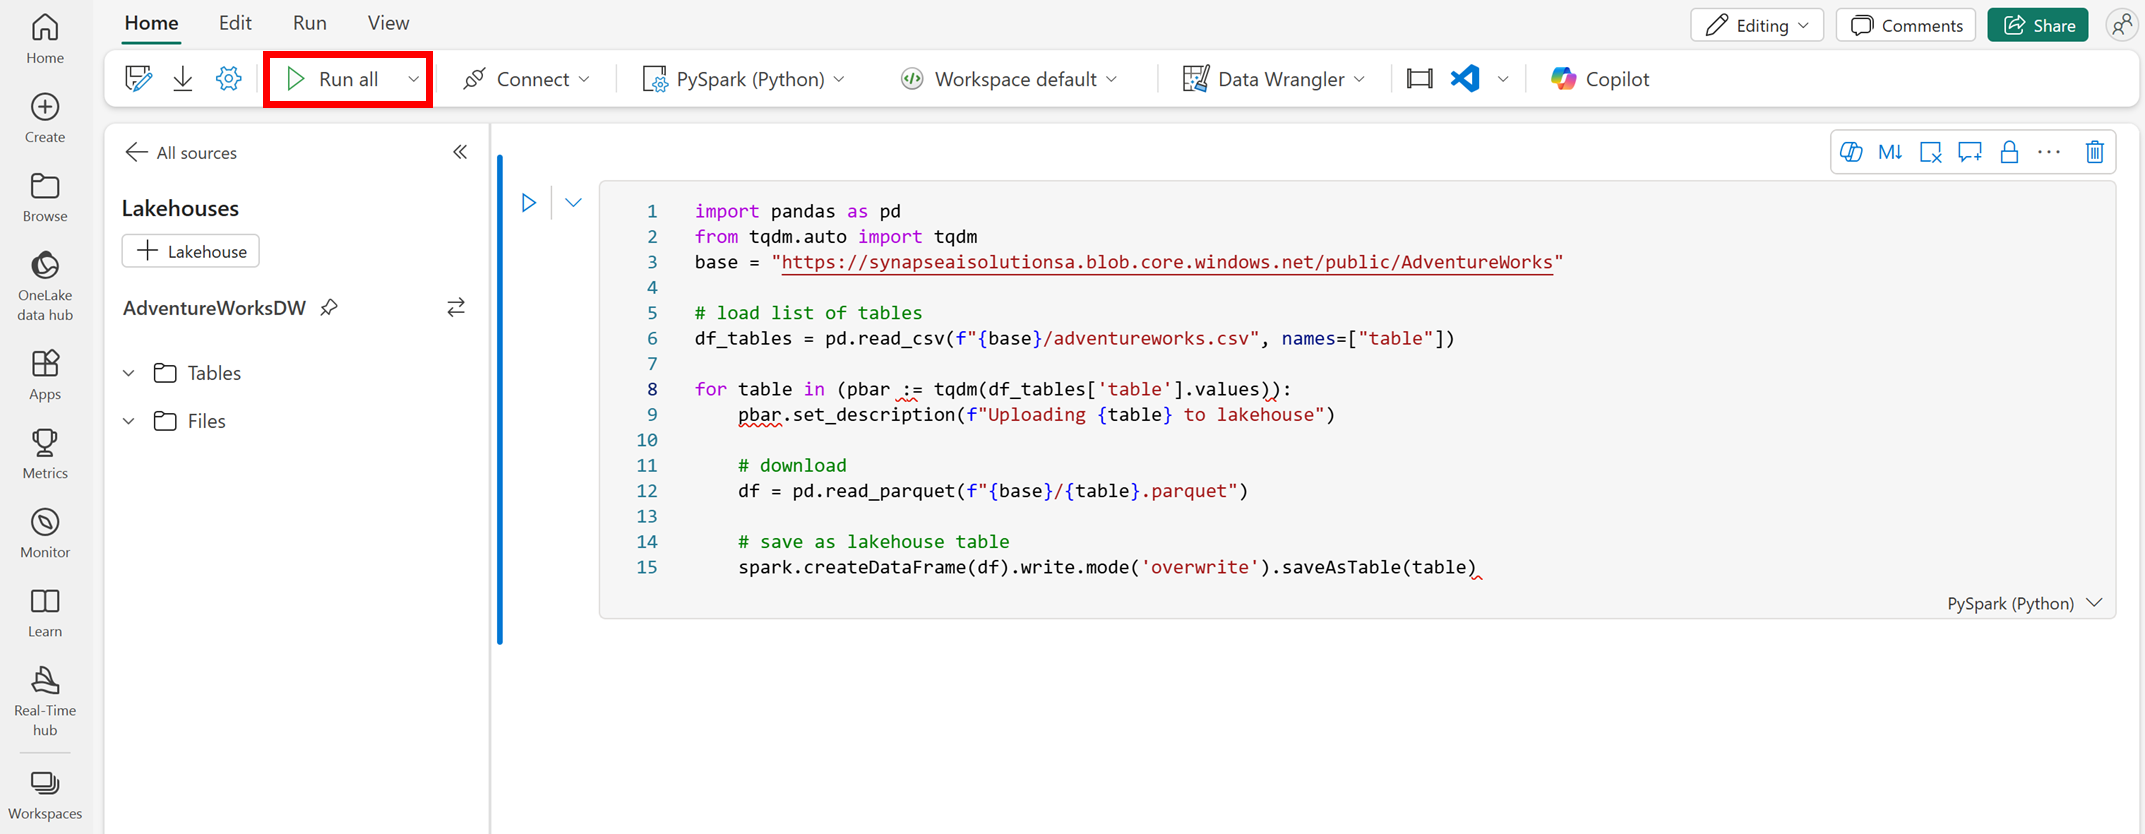 Home
Edit
Run
View
Editing
Comments
Share
Run all
Connect
PySpark (Python)
Workspace default
Data Wrangler
Copilot
Home
Create
Browse
OneLake
data hub
Apps
Metrics
Monitor
Learn
Real-Time
hub
Workspaces
All sources
Lakehouses
Lakehouse
AdventureWorksDW
Tables
Files
M↓
1 import pandas as pd
2 from tqdm.auto import tqdm
3 base = "https://synapseaisolutionsa.blob.core.windows.net/public/AdventureWorks"
4
5 # load list of tables
6 df_tables = pd.read_csv(f"{base}/adventureworks.csv", names=["table"])
7
8 for table in (pbar := tqdm(df_tables['table'].values)):
9     pbar.set_description(f"Uploading {table} to lakehouse")
10
11     # download
12     df = pd.read_parquet(f"{base}/{table}.parquet")
13
14     # save as lakehouse table
15     spark.createDataFrame(df).write.mode('overwrite').saveAsTable(table)
PySpark (Python)